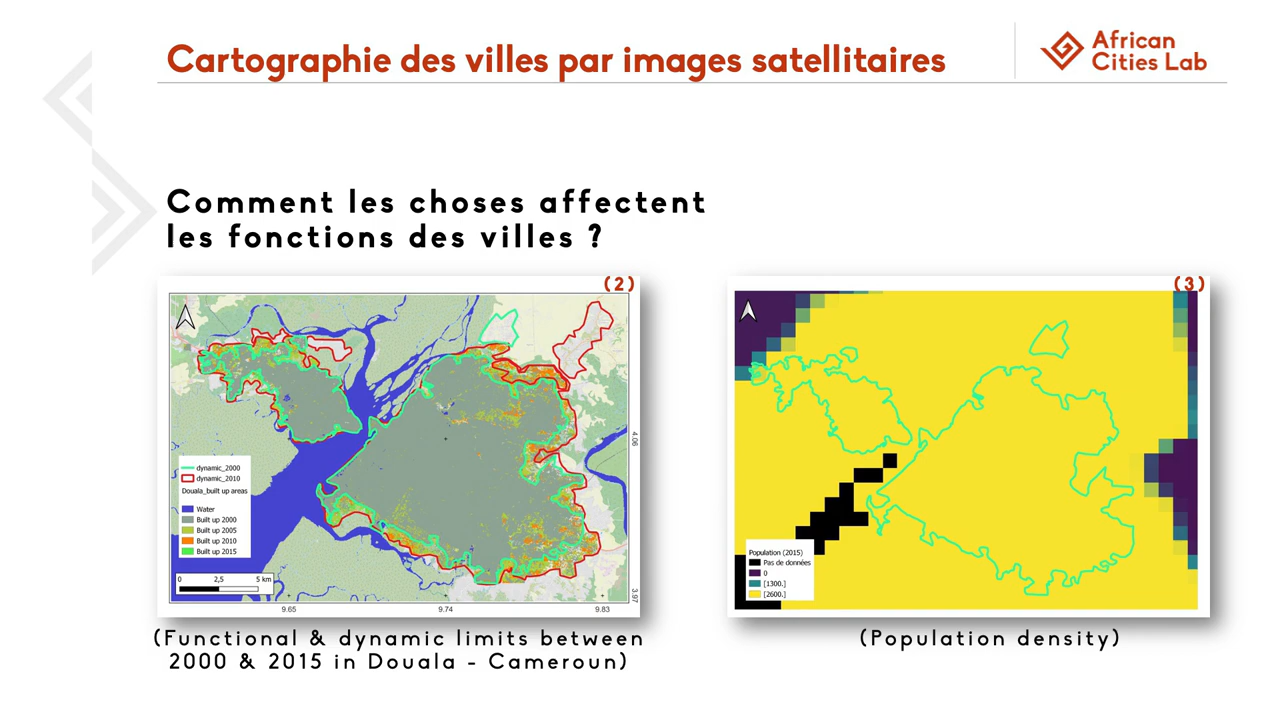 Cartographie des villes par images satellitaires
African
Cities Lab
Comment les choses affectent
les fonctions des villes ?
(2)
dynamic_2000
dynamic_2010
Douala_built up areas
Water
Built up 2000
Built up 2005
Built up 2010
Built up 2015
0 2,5 5 km
9.65 9.74 9.83
4.06
3.97
(Functional & dynamic limits between
2000 & 2015 in Douala - Cameroun)
(3)
Population (2015)
Pas de données
0
[1300.]
[2600.]
(Population density)